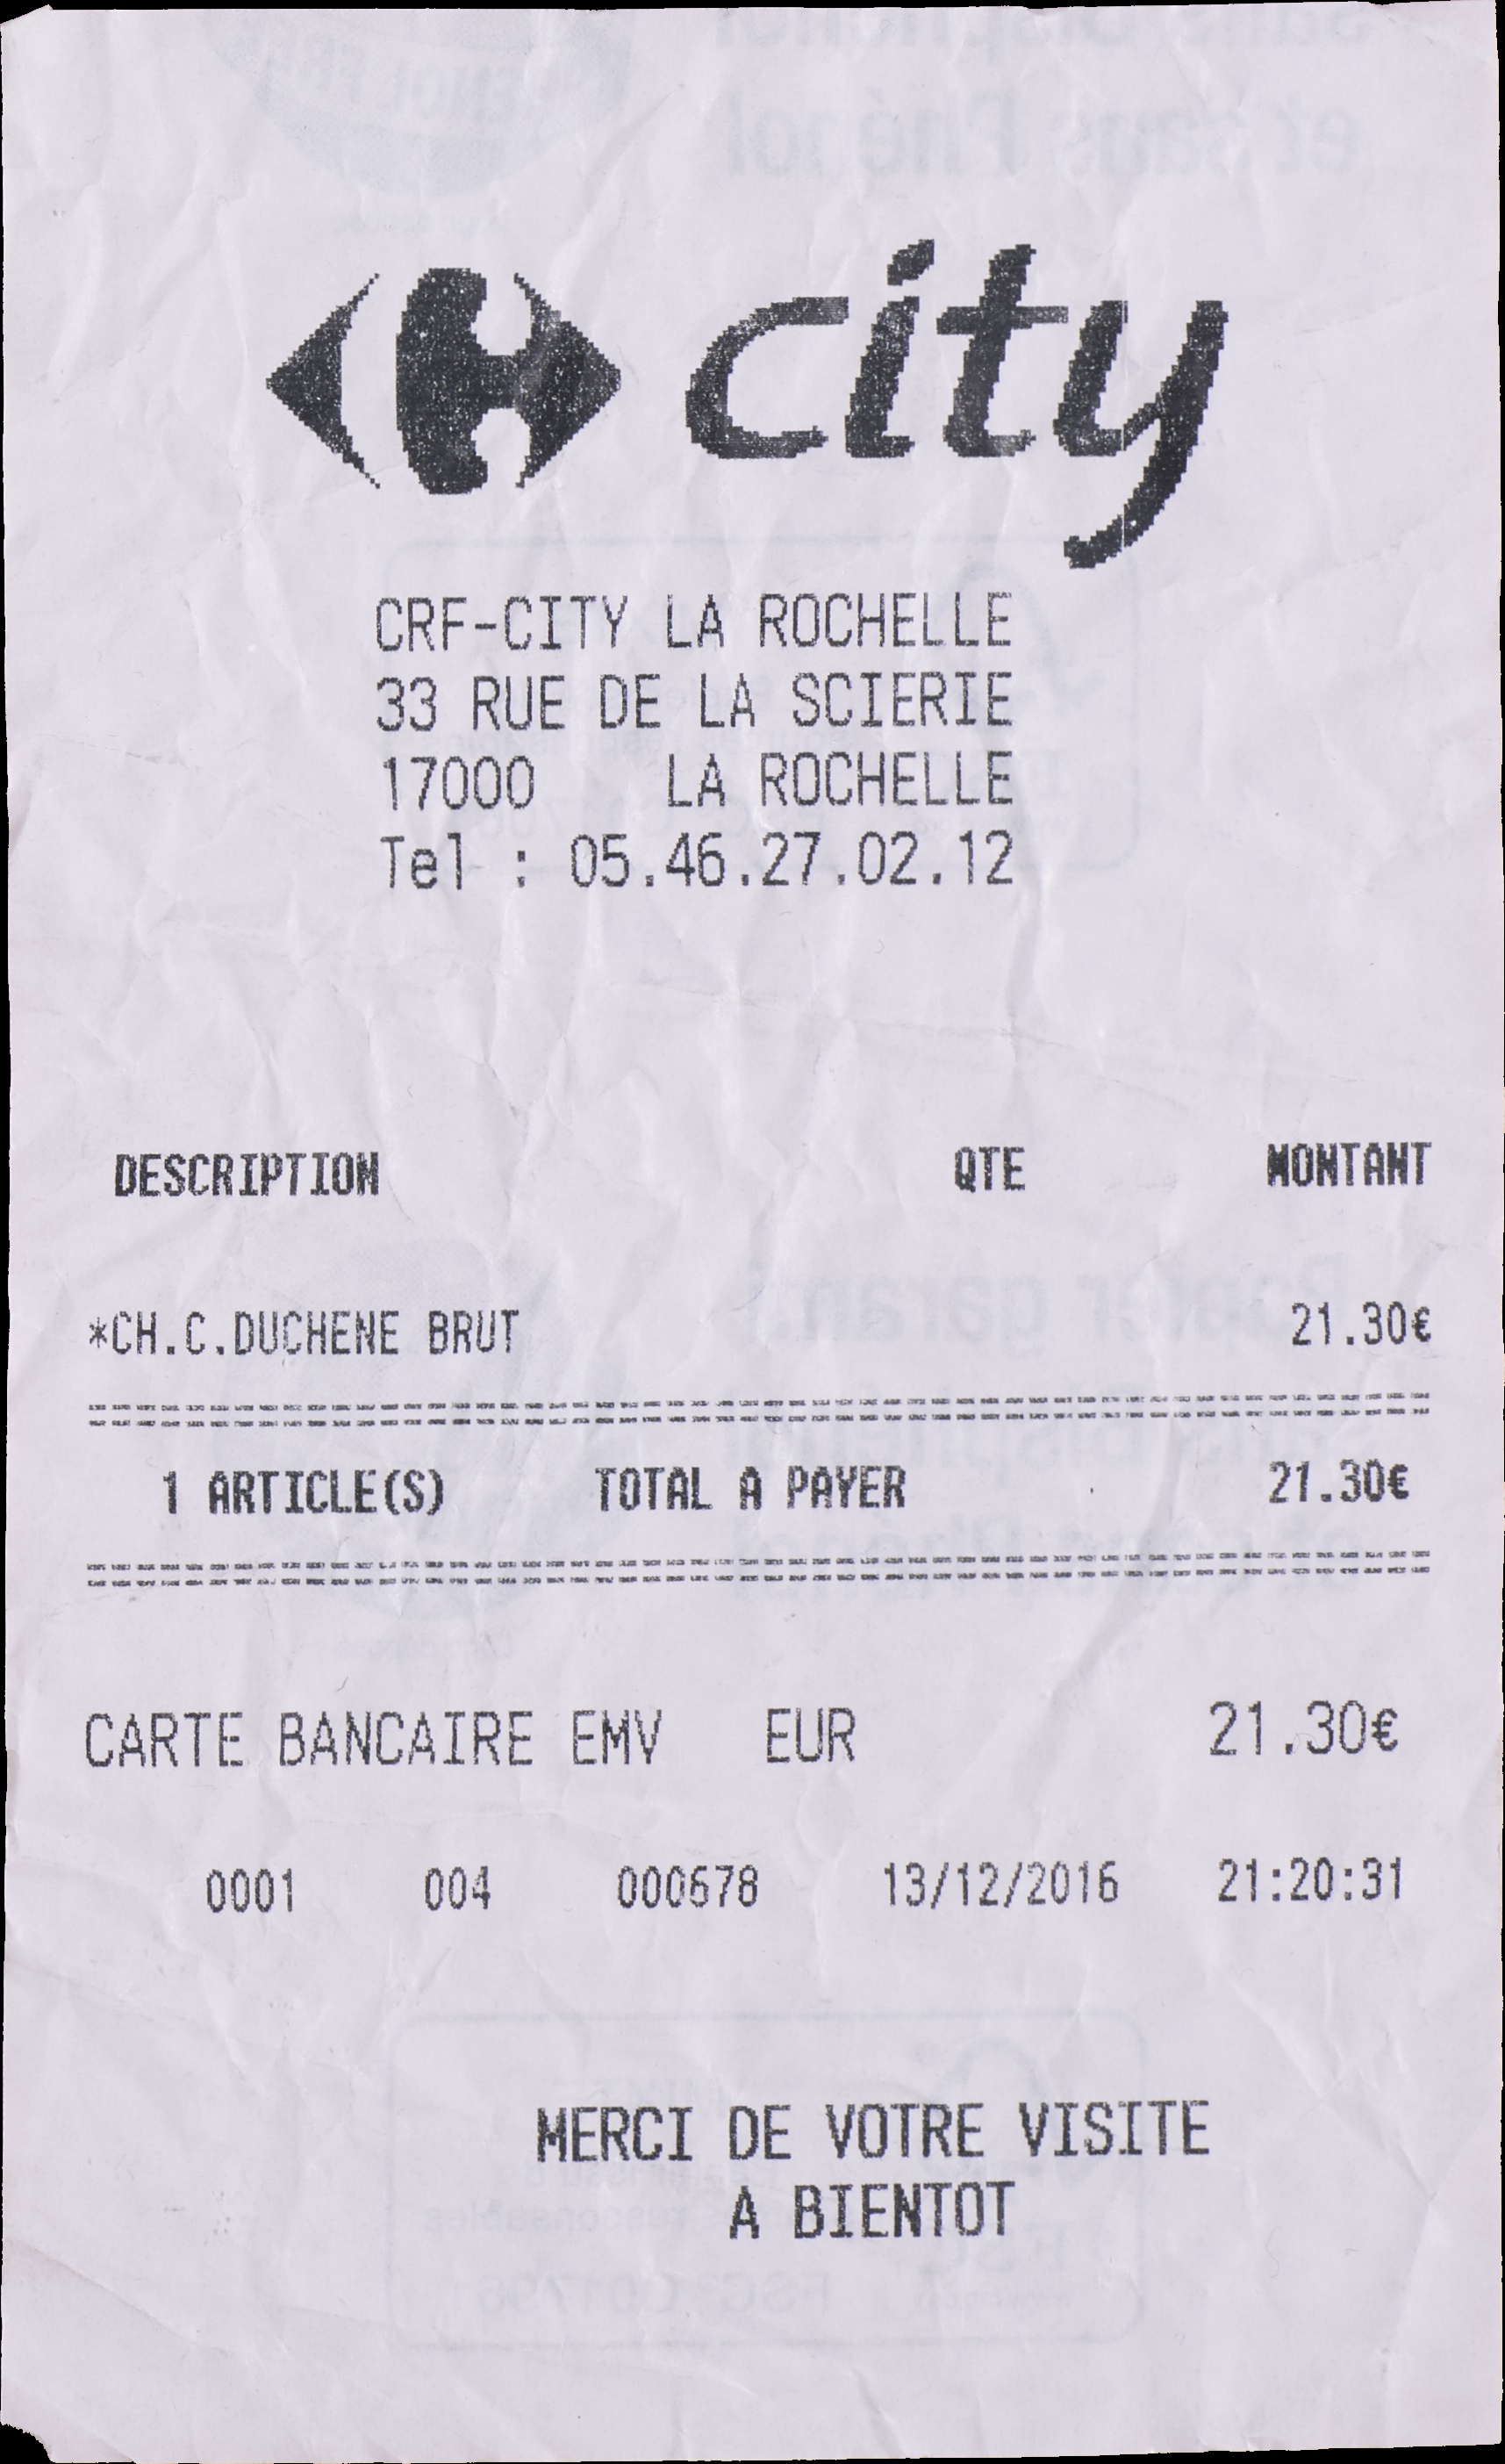 city
CRF-CITY LA ROCHELLE
33 RUE DE LA SCIERIE
17000 LA ROCHELLE
Tel : 05.46.27.02.12
DESCRIPTION QTE MONTANT
*CH.C.DUCHENE BRUT 21.30€
1 ARTICLE(S) TOTAL A PAYER 21.30€
CARTE BANCAIRE EMV EUR 21.30€
0001 004 000678 13/12/2016 21:20:31
MERCI DE VOTRE VISITE
A BIENTOT